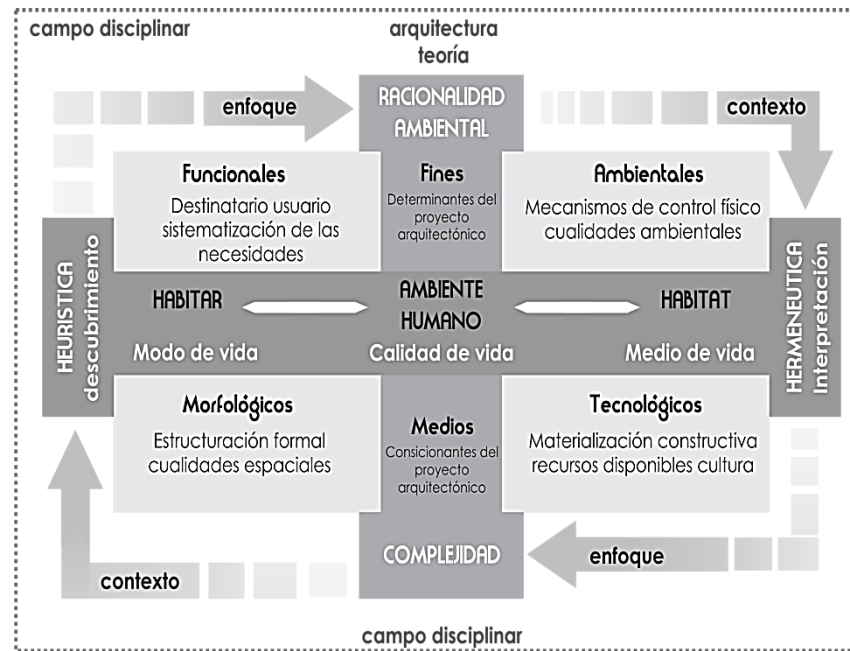 campo disciplinar
arquitectura
teoría
enfoque
RACIONALIDAD
AMBIENTAL
contexto
Funcionales
Destinatario usuario
sistematización de las
necesidades
Fines
Determinantes del
proyecto
arquitectónico
Ambientales
Mecanismos de control físico
cualidades ambientales
HEURISTICA
descubrimiento
HABITAR
AMBIENTE
HUMANO
HABITAT
Modo de vida
Calidad de vida
Medio de vida
HERMENEUTICA
Interpretación
Morfológicos
Estructuración formal
cualidades espaciales
Medios
Consicionantes del
proyecto
arquitectónico
Tecnológicos
Materialización constructiva
recursos disponibles cultura
contexto
COMPLEJIDAD
enfoque
campo disciplinar